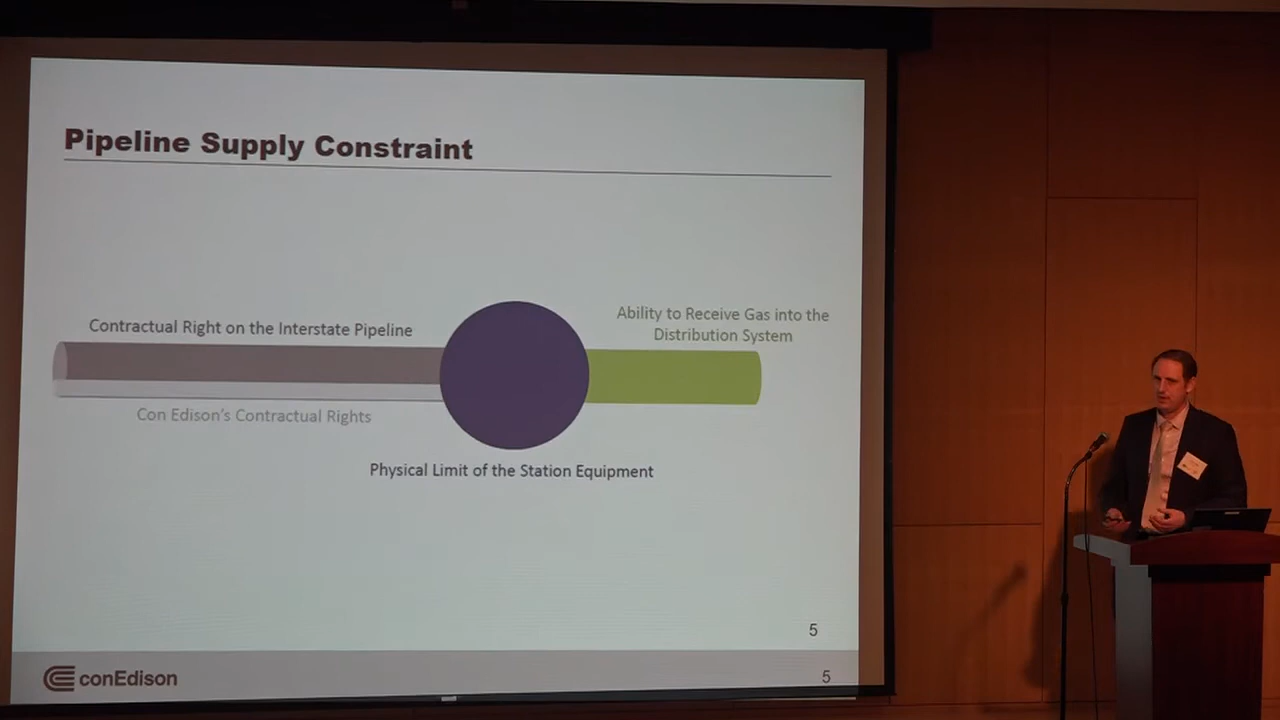 Pipeline Supply Constraint
Contractual Right on the Interstate Pipeline
Ability to Receive Gas into the
Distribution System
Con Edison's Contractual Rights
Physical Limit of the Station Equipment
5
conEdison
5